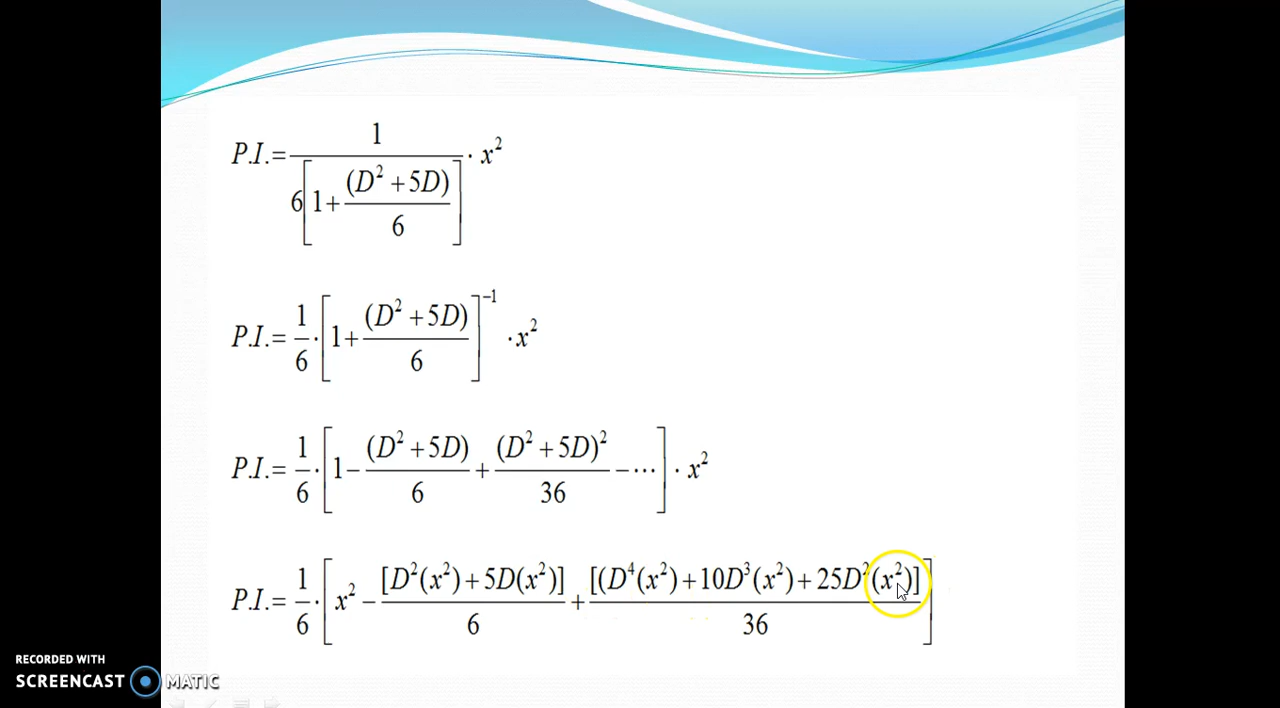 P.I.= 1 / 6[1+ (D² +5D) / 6] · x²
P.I.= 1/6 · [1+ (D² +5D) / 6]⁻¹ · x²
P.I.= 1/6 · [1− (D² +5D) / 6 + (D² +5D)² / 36 −⋯] · x²
P.I.= 1/6 · [x² − [D²(x²)+5D(x²)] / 6 + [(D⁴(x²)+10D³(x²)+25D²(x²)] / 36]
RECORDED WITH
SCREENCAST MATIC